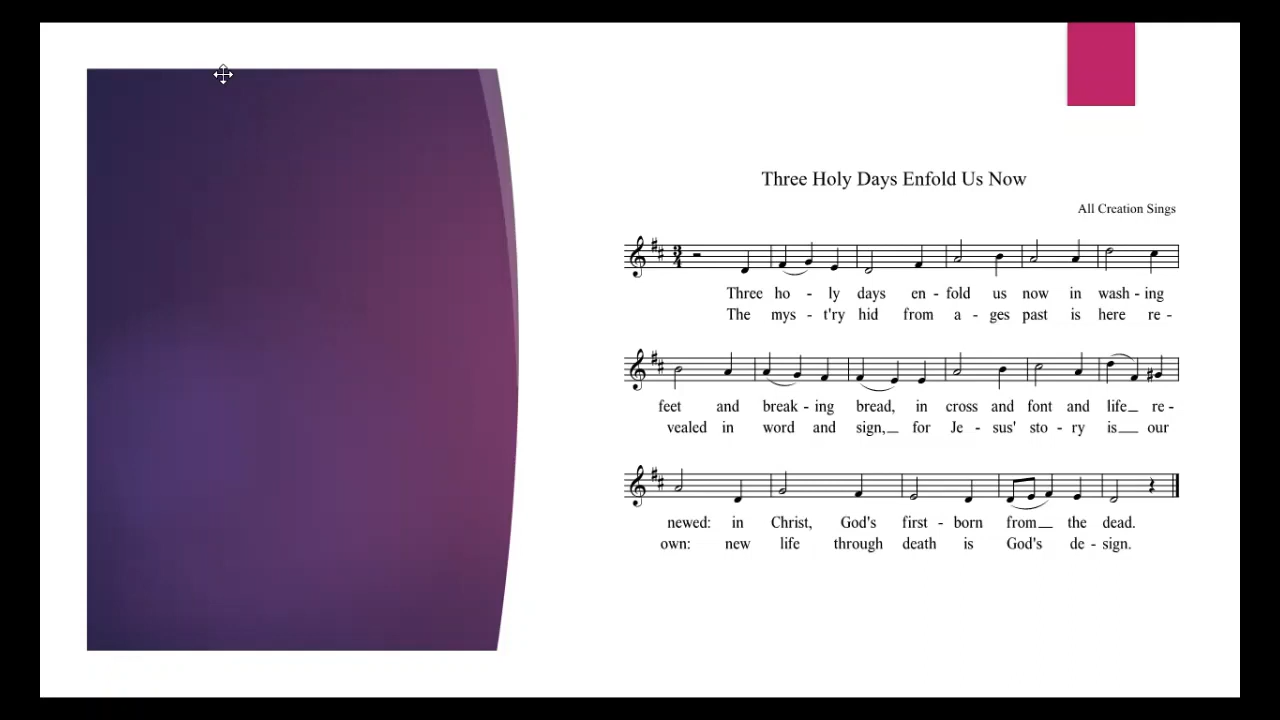 Three Holy Days Enfold Us Now
All Creation Sings
3
4
Three ho - ly days en - fold us now in wash - ing
The mys - t'ry hid from a - ges past is here re -
feet and break - ing bread, in cross and font and life_ re -
vealed in word and sign,_ for Je - sus' sto - ry is_ our
newed: in Christ, God's first - born from_ the dead.
own: new life through death is God's de - sign.